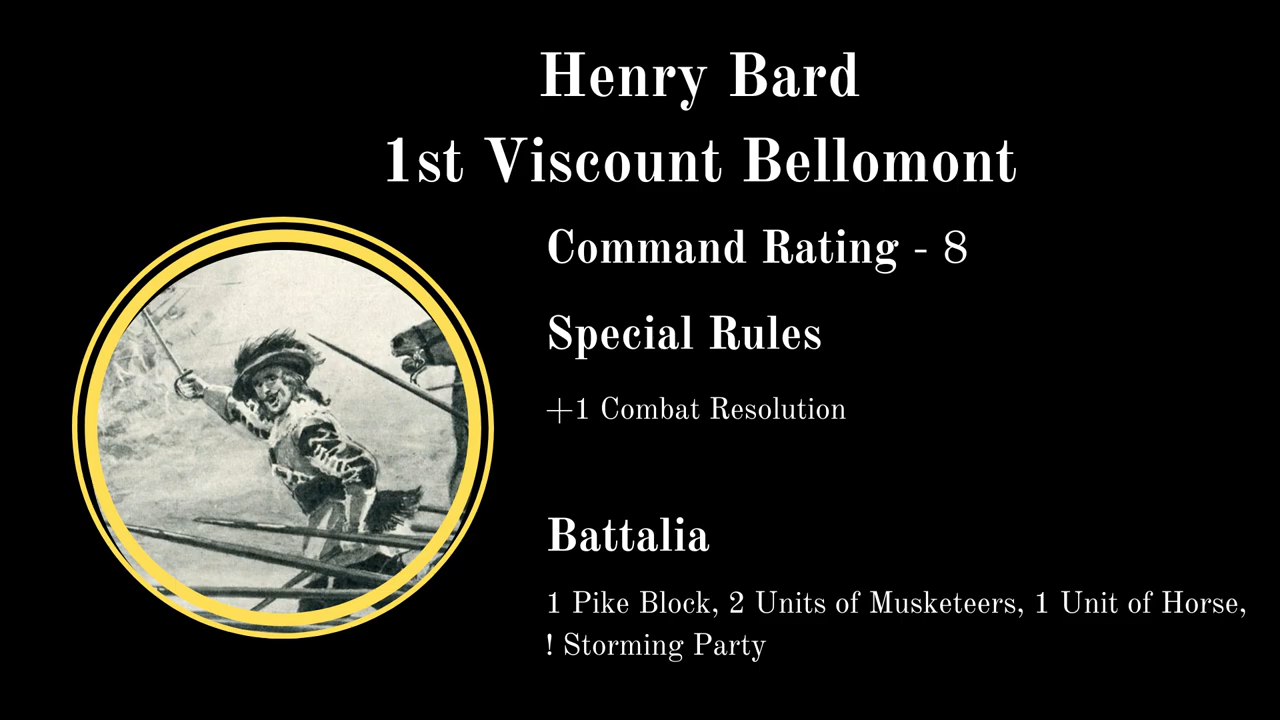 Henry Bard
1st Viscount Bellomont
Command Rating - 8
Special Rules
+1 Combat Resolution
Battalia
1 Pike Block, 2 Units of Musketeers, 1 Unit of Horse,
! Storming Party